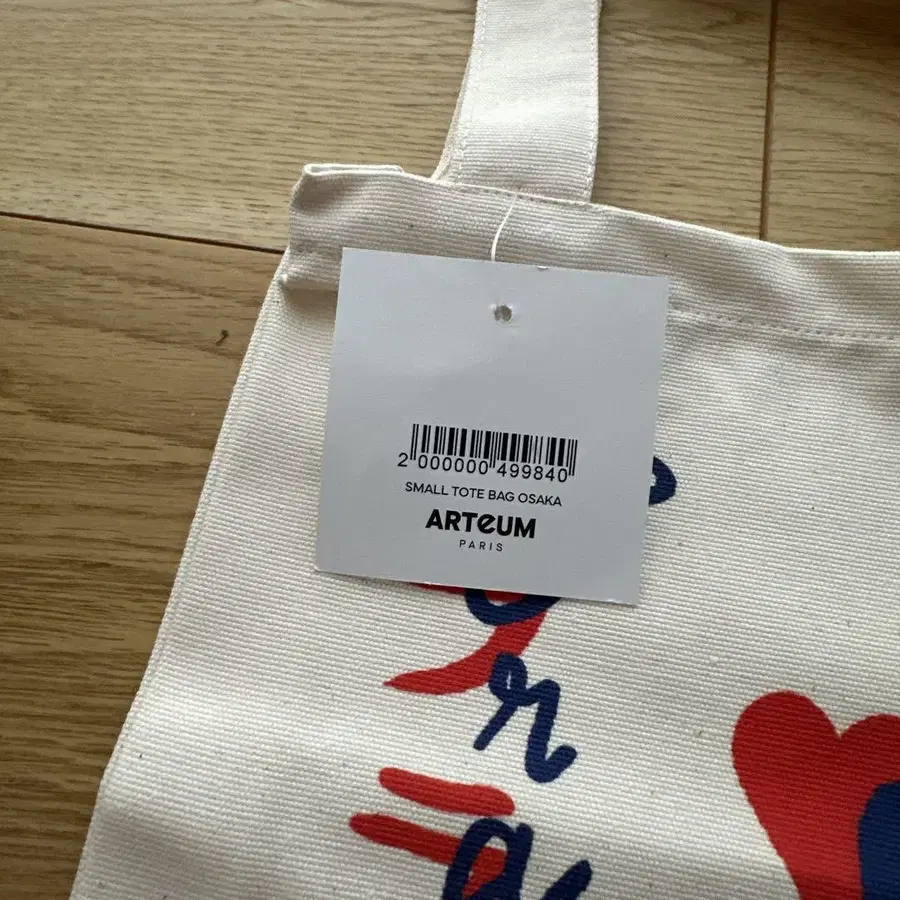 2 000000 499840
SMALL TOTE BAG OSAKA
ARTeUM
PARIS